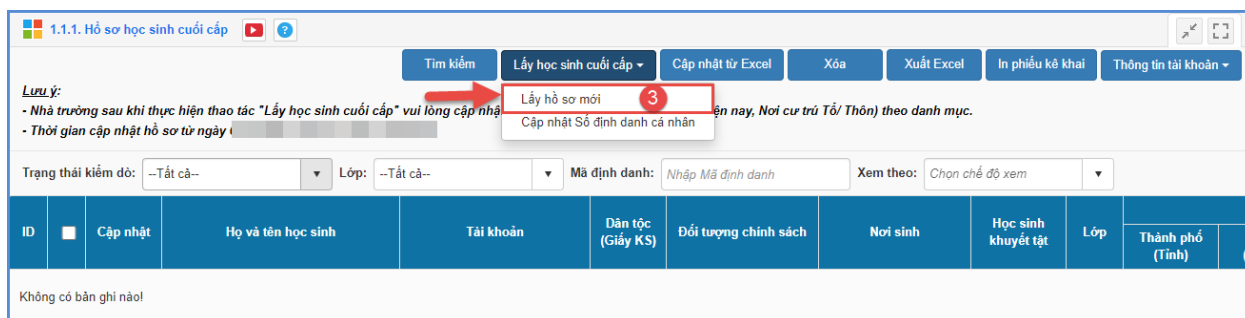 1.1.1. Hồ sơ học sinh cuối cấp ?
Tìm kiếm Lấy học sinh cuối cấp Cập nhật từ Excel Xóa Xuất Excel In phiếu kê khai Thông tin tài khoản
Lấy hồ sơ mới 3
Cập nhật Số định danh cá nhân
Lưu ý:
- Nhà trường sau khi thực hiện thao tác "Lấy học sinh cuối cấp" vui lòng cập nhậ ện nay, Nơi cư trú Tổ/ Thôn) theo danh mục.
- Thời gian cập nhật hồ sơ từ ngày
Trạng thái kiểm dò: --Tất cả-- Lớp: --Tất cả-- Mã định danh: Nhập Mã định danh Xem theo: Chọn chế độ xem
ID Cập nhật Họ và tên học sinh Tài khoản Dân tộc (Giấy KS) Đối tượng chính sách Nơi sinh Học sinh khuyết tật Lớp Thành phố (Tỉnh) (
Không có bản ghi nào!